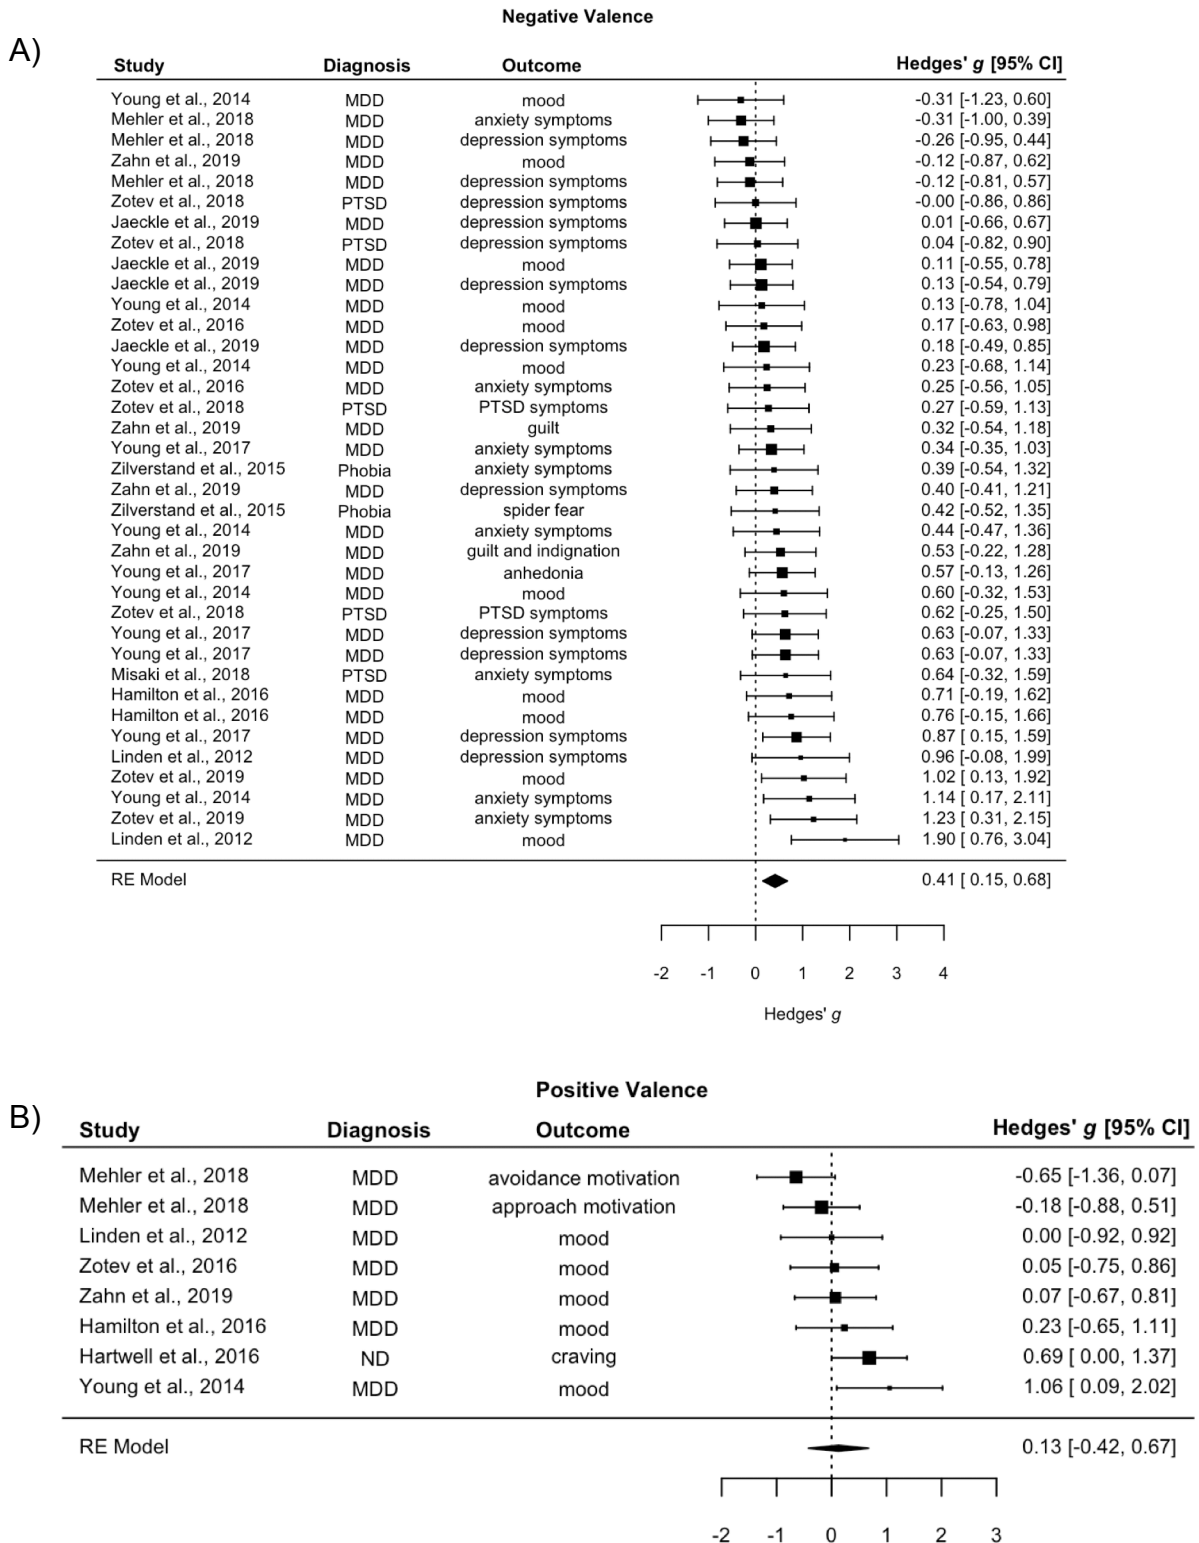 Negative Valence
A)
Study Diagnosis Outcome Hedges' g [95% CI]
Young et al., 2014 MDD mood -0.31 [-1.23, 0.60]
Mehler et al., 2018 MDD anxiety symptoms -0.31 [-1.00, 0.39]
Mehler et al., 2018 MDD depression symptoms -0.26 [-0.95, 0.44]
Zahn et al., 2019 MDD mood -0.12 [-0.87, 0.62]
Mehler et al., 2018 MDD depression symptoms -0.12 [-0.81, 0.57]
Zotev et al., 2018 PTSD depression symptoms -0.00 [-0.86, 0.86]
Jaeckle et al., 2019 MDD depression symptoms 0.01 [-0.66, 0.67]
Zotev et al., 2018 PTSD depression symptoms 0.04 [-0.82, 0.90]
Jaeckle et al., 2019 MDD mood 0.11 [-0.55, 0.78]
Jaeckle et al., 2019 MDD depression symptoms 0.13 [-0.54, 0.79]
Young et al., 2014 MDD mood 0.13 [-0.78, 1.04]
Zotev et al., 2016 MDD mood 0.17 [-0.63, 0.98]
Jaeckle et al., 2019 MDD depression symptoms 0.18 [-0.49, 0.85]
Young et al., 2014 MDD mood 0.23 [-0.68, 1.14]
Zotev et al., 2016 MDD anxiety symptoms 0.25 [-0.56, 1.05]
Zotev et al., 2018 PTSD PTSD symptoms 0.27 [-0.59, 1.13]
Zahn et al., 2019 MDD guilt 0.32 [-0.54, 1.18]
Young et al., 2017 MDD anxiety symptoms 0.34 [-0.35, 1.03]
Zilverstand et al., 2015 Phobia anxiety symptoms 0.39 [-0.54, 1.32]
Zahn et al., 2019 MDD depression symptoms 0.40 [-0.41, 1.21]
Zilverstand et al., 2015 Phobia spider fear 0.42 [-0.52, 1.35]
Young et al., 2014 MDD anxiety symptoms 0.44 [-0.47, 1.36]
Zahn et al., 2019 MDD guilt and indignation 0.53 [-0.22, 1.28]
Young et al., 2017 MDD anhedonia 0.57 [-0.13, 1.26]
Young et al., 2014 MDD mood 0.60 [-0.32, 1.53]
Zotev et al., 2018 PTSD PTSD symptoms 0.62 [-0.25, 1.50]
Young et al., 2017 MDD depression symptoms 0.63 [-0.07, 1.33]
Young et al., 2017 MDD depression symptoms 0.63 [-0.07, 1.33]
Misaki et al., 2018 PTSD anxiety symptoms 0.64 [-0.32, 1.59]
Hamilton et al., 2016 MDD mood 0.71 [-0.19, 1.62]
Hamilton et al., 2016 MDD mood 0.76 [-0.15, 1.66]
Young et al., 2017 MDD depression symptoms 0.87 [ 0.15, 1.59]
Linden et al., 2012 MDD depression symptoms 0.96 [-0.08, 1.99]
Zotev et al., 2019 MDD mood 1.02 [ 0.13, 1.92]
Young et al., 2014 MDD anxiety symptoms 1.14 [ 0.17, 2.11]
Zotev et al., 2019 MDD anxiety symptoms 1.23 [ 0.31, 2.15]
Linden et al., 2012 MDD mood 1.90 [ 0.76, 3.04]
RE Model 0.41 [ 0.15, 0.68]
-2 -1 0 1 2 3 4
Hedges' g
Positive Valence
B)
Study Diagnosis Outcome Hedges' g [95% CI]
Mehler et al., 2018 MDD avoidance motivation -0.65 [-1.36, 0.07]
Mehler et al., 2018 MDD approach motivation -0.18 [-0.88, 0.51]
Linden et al., 2012 MDD mood 0.00 [-0.92, 0.92]
Zotev et al., 2016 MDD mood 0.05 [-0.75, 0.86]
Zahn et al., 2019 MDD mood 0.07 [-0.67, 0.81]
Hamilton et al., 2016 MDD mood 0.23 [-0.65, 1.11]
Hartwell et al., 2016 ND craving 0.69 [ 0.00, 1.37]
Young et al., 2014 MDD mood 1.06 [ 0.09, 2.02]
RE Model 0.13 [-0.42, 0.67]
-2 -1 0 1 2 3